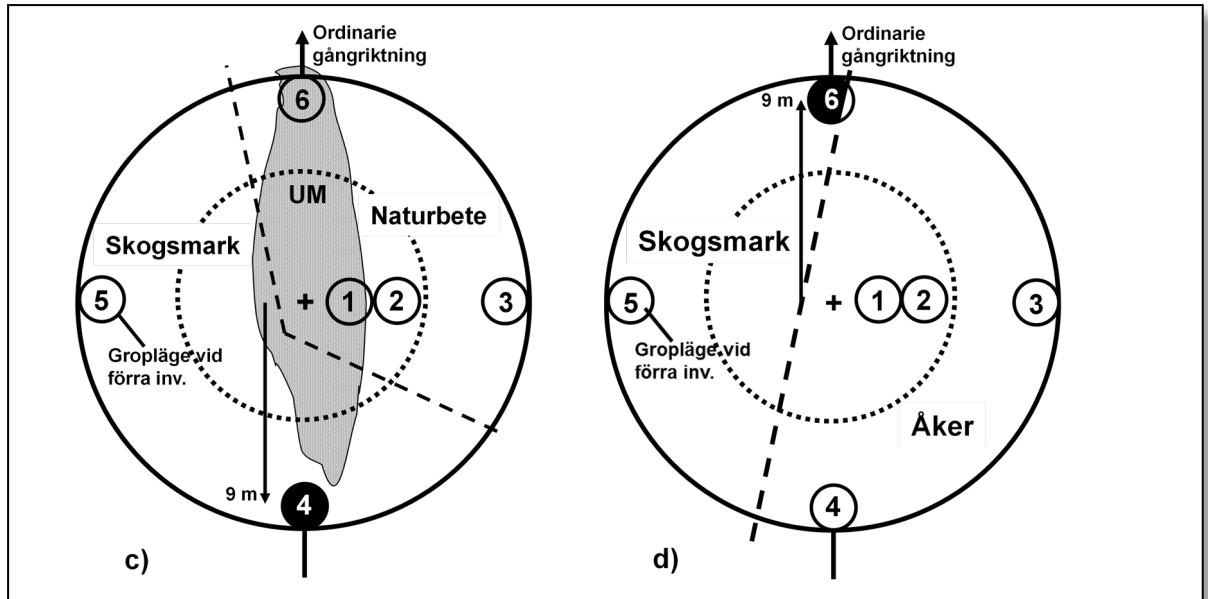 Ordinarie
gångriktning
6
UM
Naturbete
Skogsmark
5
+
1
2
3
Gropläge vid
förra inv.
9 m
4
c)
Ordinarie
gångriktning
9 m
6
Skogsmark
5
+
1
2
3
Gropläge vid
förra inv.
Åker
4
d)